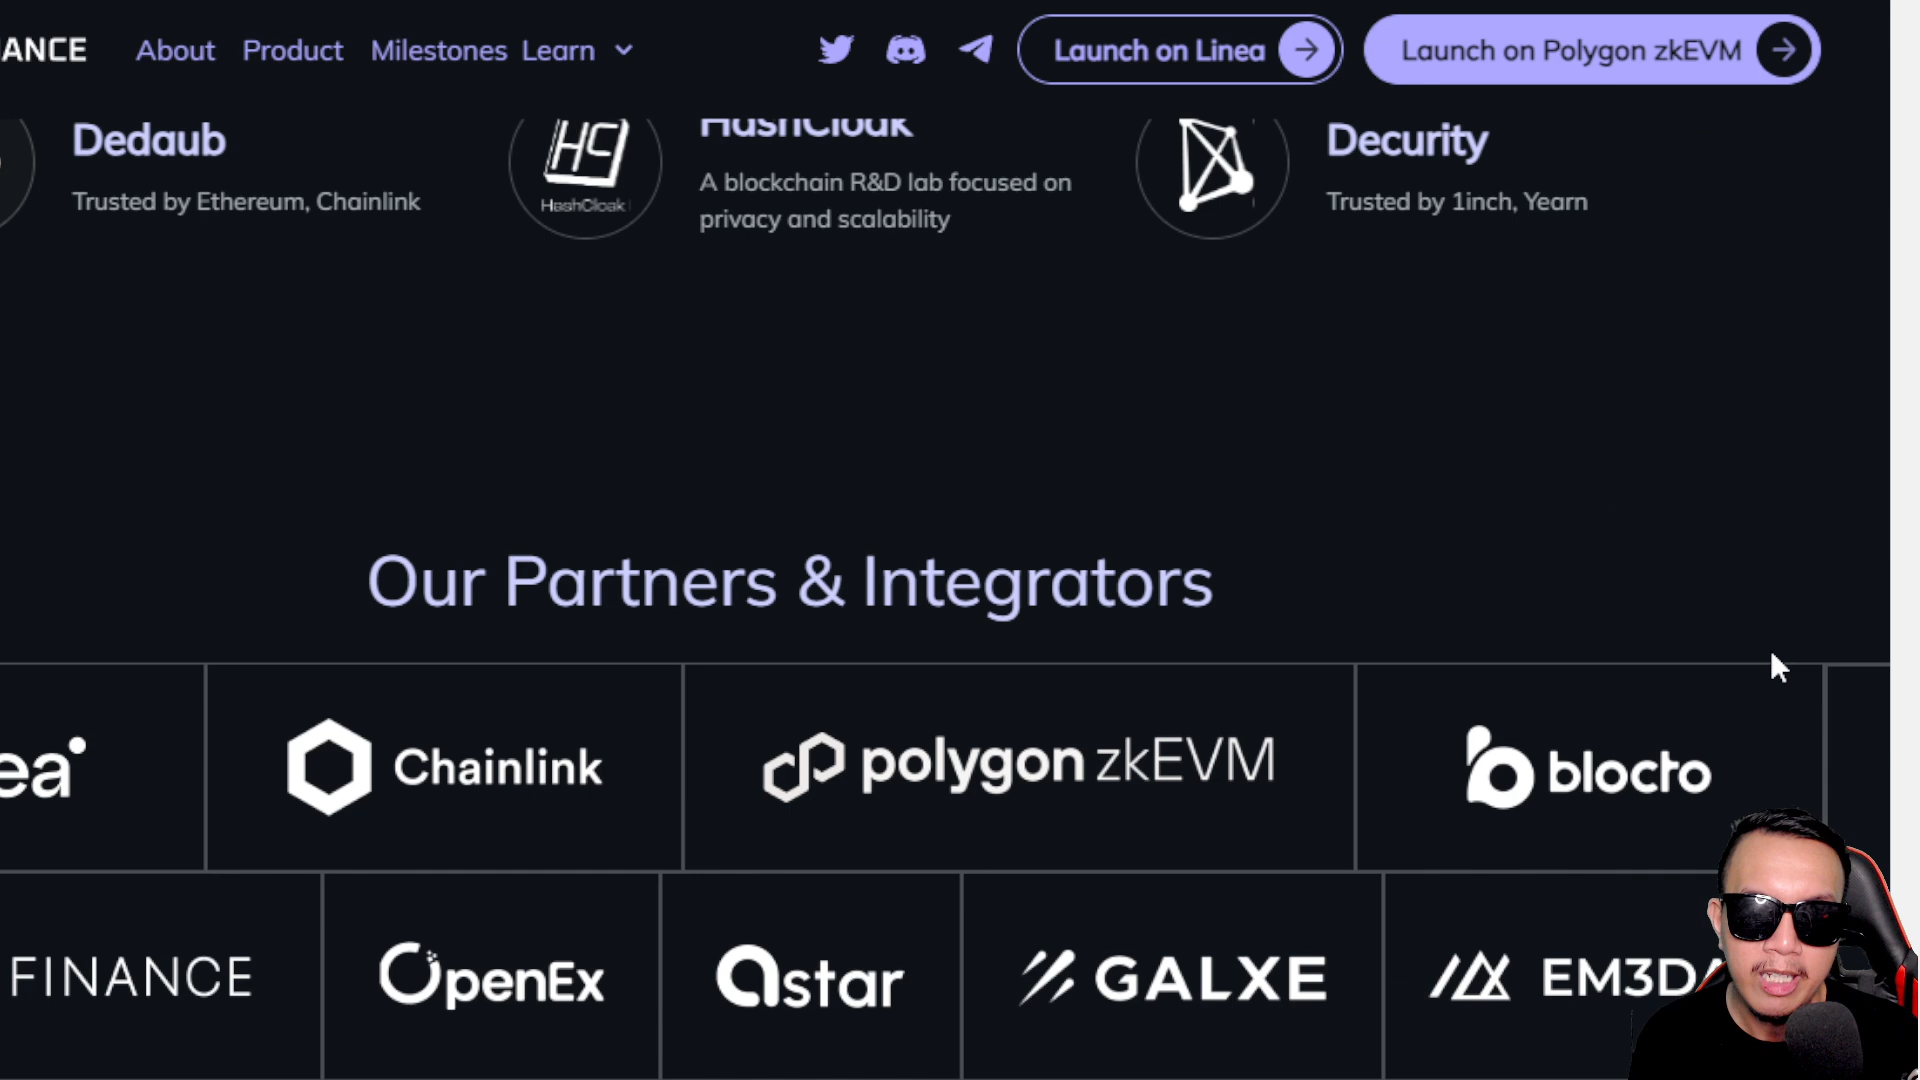 ANCE About Product Milestones Learn Launch on Linea Launch on Polygon zkEVM
Dedaub
Trusted by Ethereum, Chainlink
HashCloak
HashCloak
A blockchain R&D lab focused on
privacy and scalability
Decurity
Trusted by 1inch, Yearn
Our Partners & Integrators
ea Chainlink polygon zkEVM blocto
FINANCE OpenEx astar GALXE EM3DA